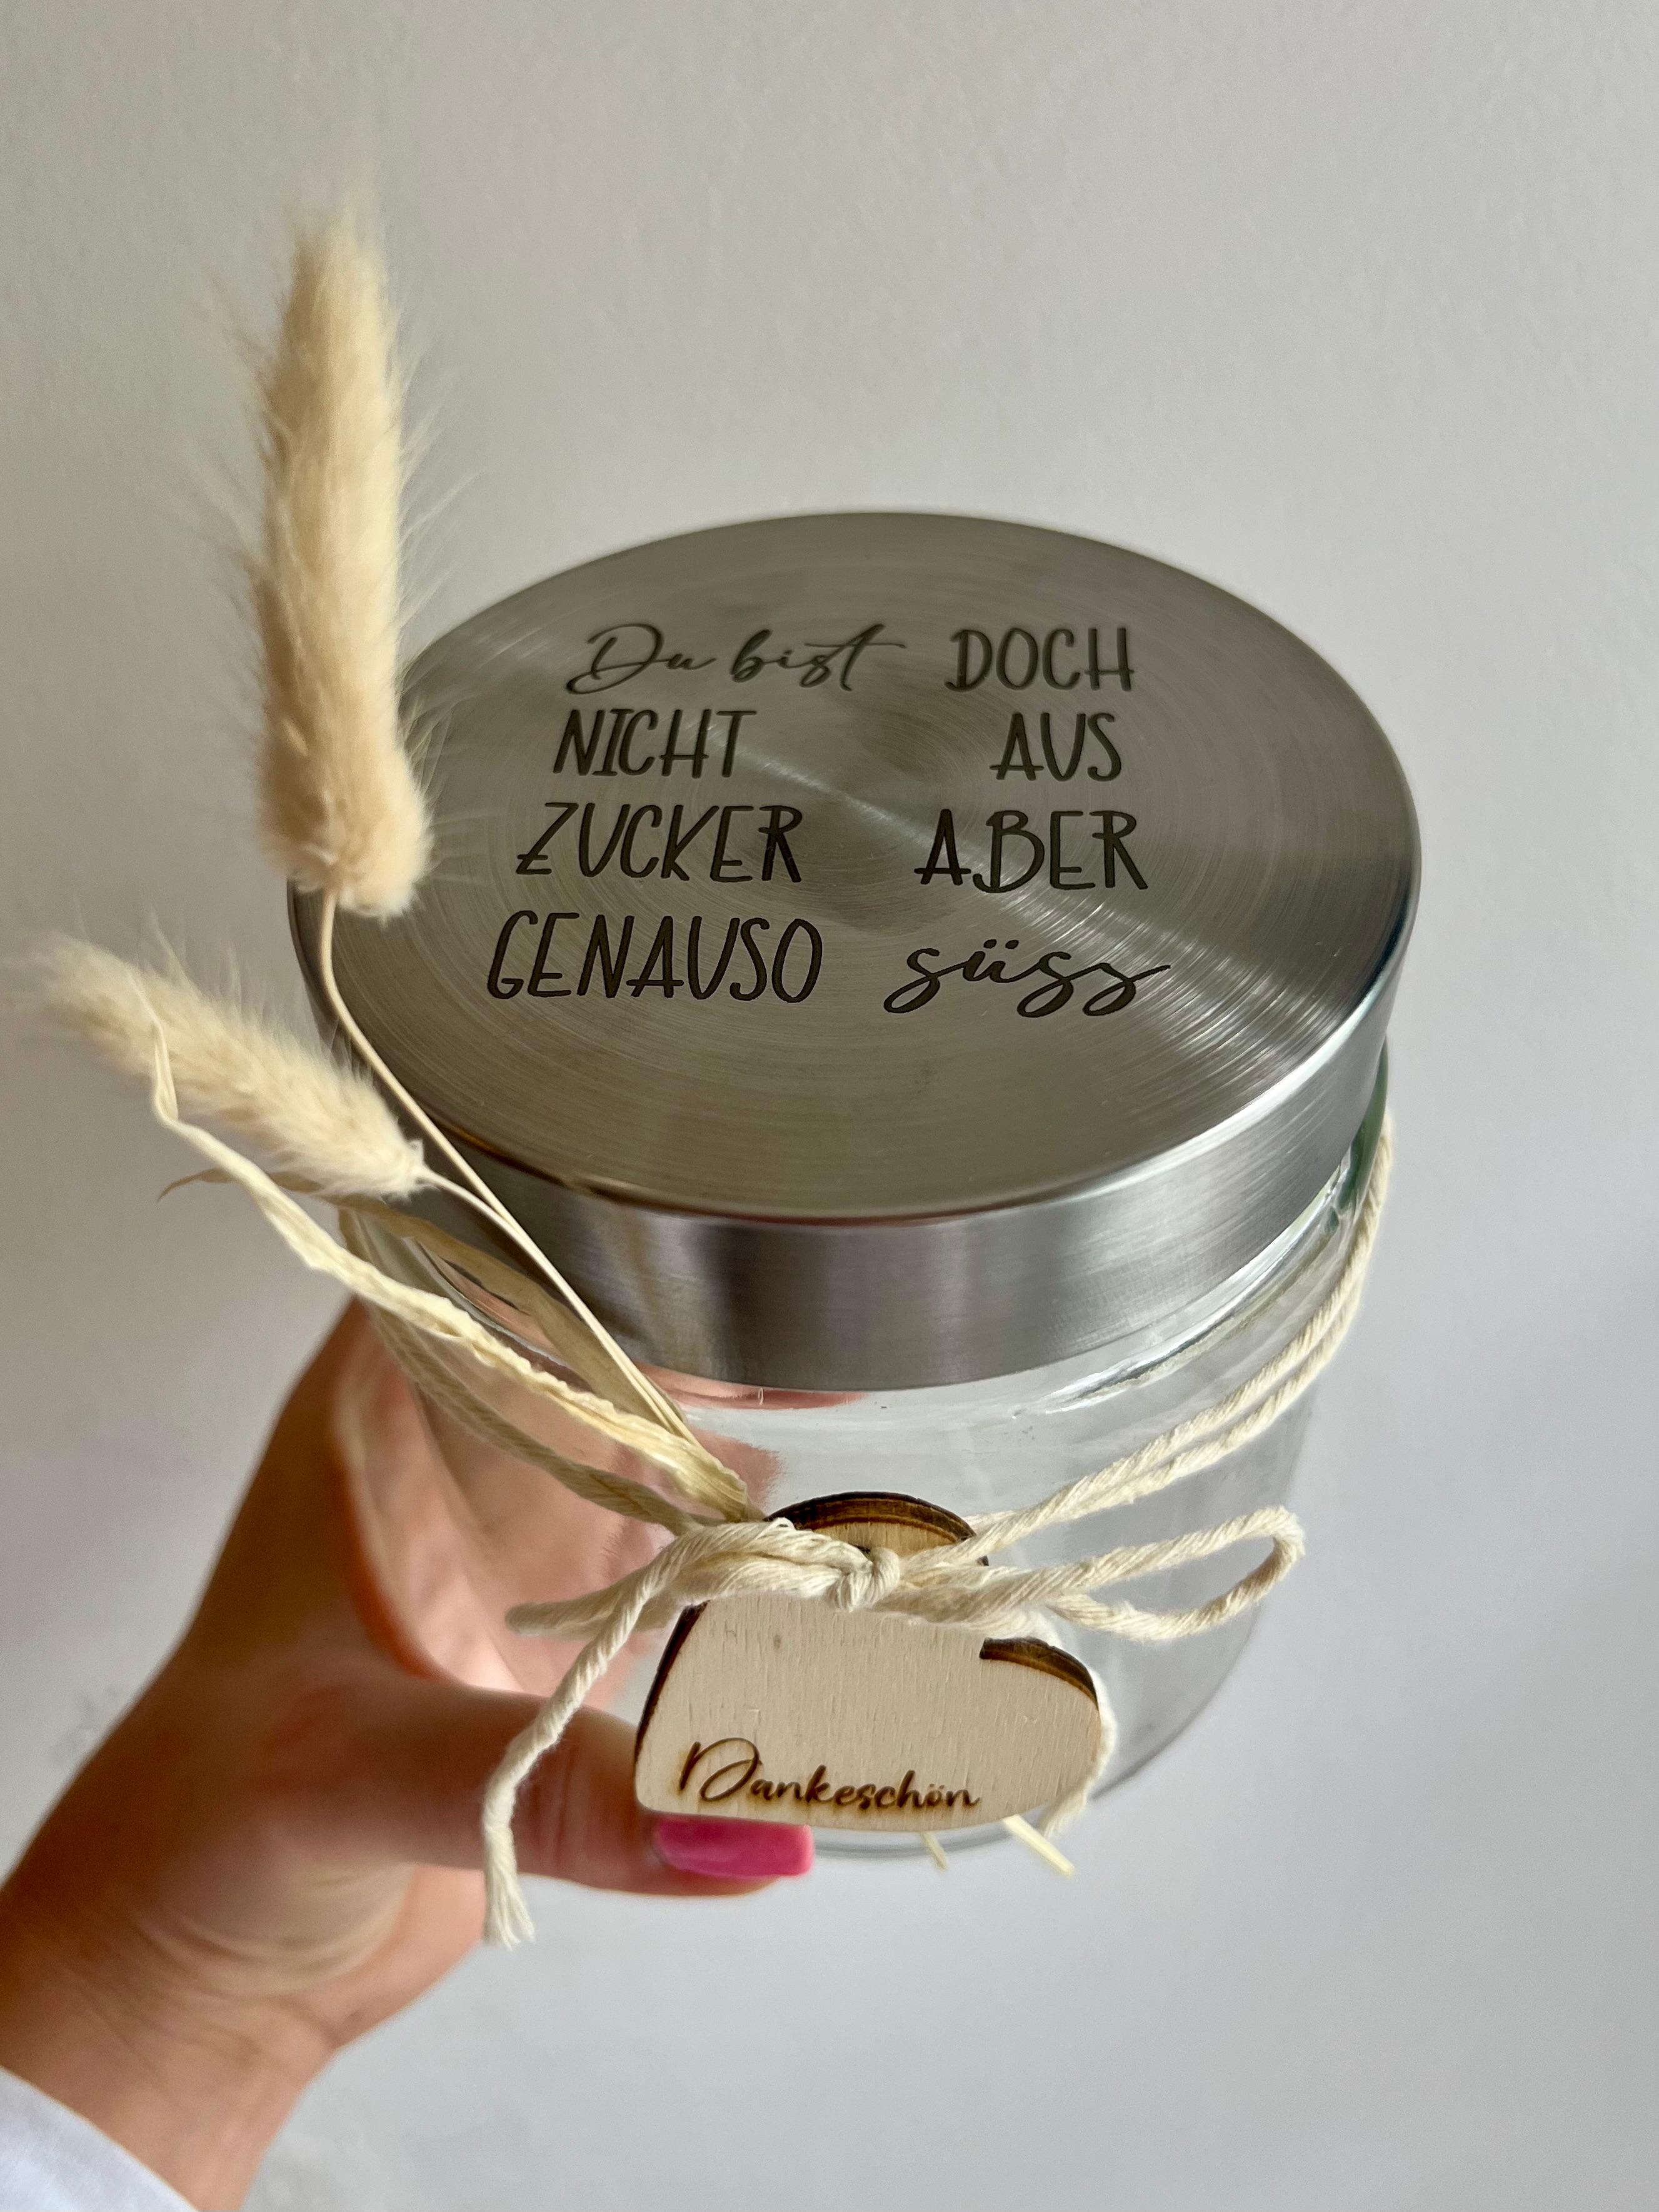 Du bist DOCH
NICHT AUS
ZUCKER ABER
GENAUSO süss
Dankeschön